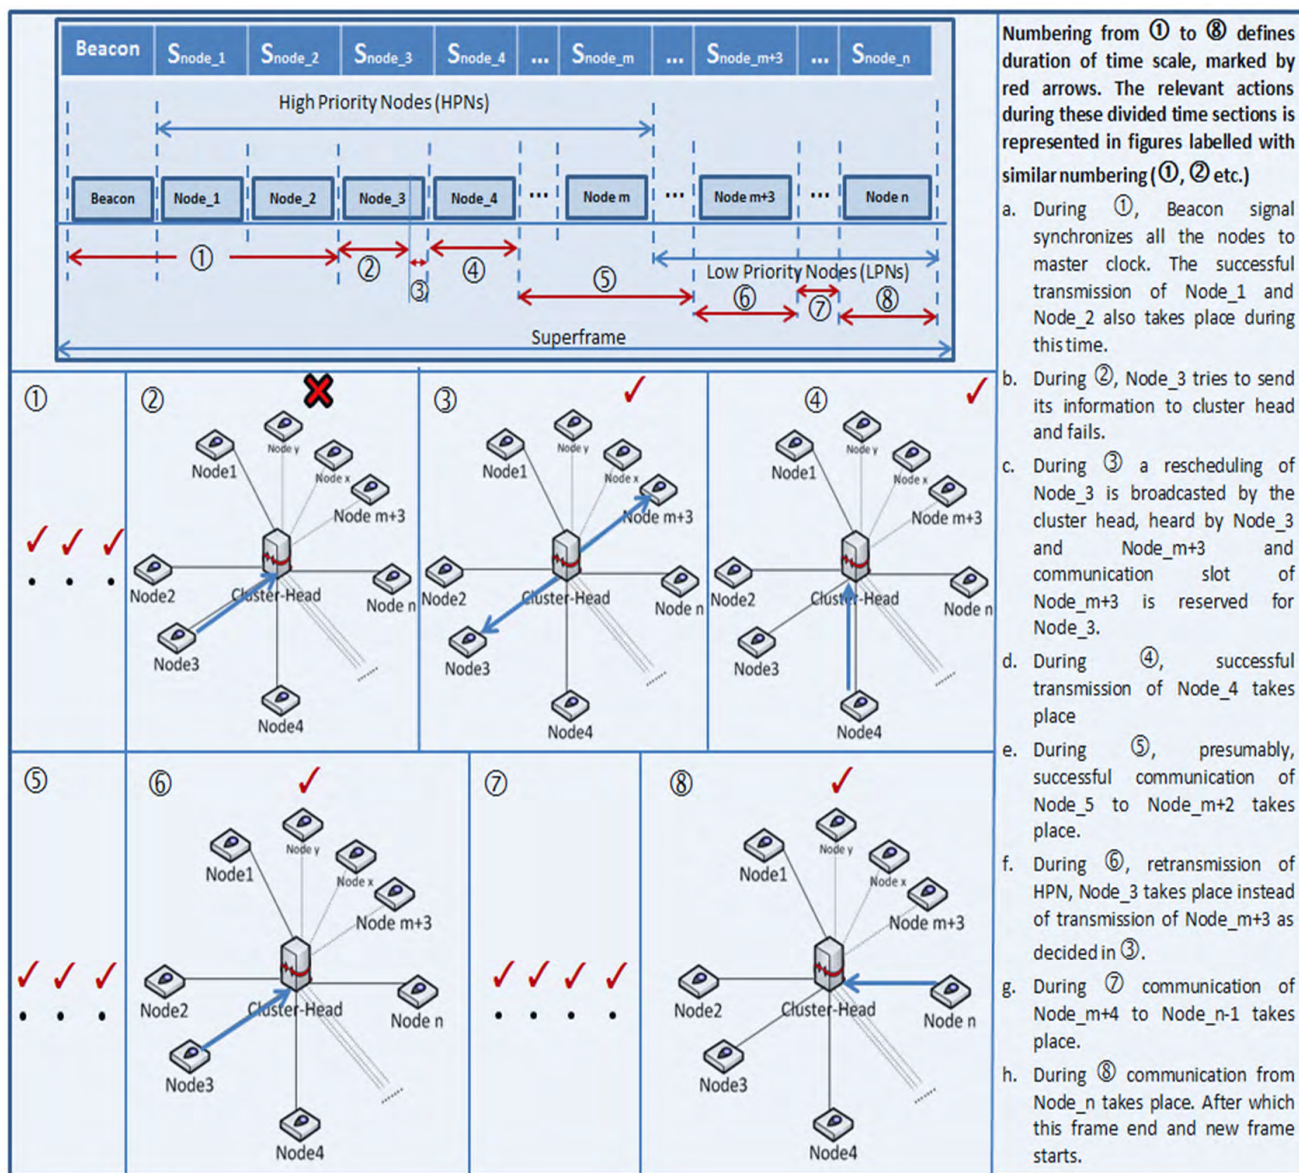 Beacon Snode_1 Snode_2 Snode_3 Snode_4 ... Snode_m ... Snode_m+3 ... Snode_n
High Priority Nodes (HPNs)
Beacon Node_1 Node_2 Node_3 Node_4 ... Node m ... Node m+3 ... Node n
① ② ③ ④ ⑤ ⑥ ⑦ ⑧
Low Priority Nodes (LPNs)
Superframe
Numbering from ① to ⑧ defines
duration of time scale, marked by
red arrows. The relevant actions
during these divided time sections is
represented in figures labelled with
similar numbering (①, ② etc.)
a. During ①, Beacon signal
synchronizes all the nodes to
master clock. The successful
transmission of Node_1 and
Node_2 also takes place during
this time.
b. During ②, Node_3 tries to send
its information to cluster head
and fails.
c. During ③ a rescheduling of
Node_3 is broadcasted by the
cluster head, heard by Node_3
and Node_m+3 and
communication slot of
Node_m+3 is reserved for
Node_3.
d. During ④, successful
transmission of Node_4 takes
place
e. During ⑤, presumably,
successful communication of
Node_5 to Node_m+2 takes
place.
f. During ⑥, retransmission of
HPN, Node_3 takes place instead
of transmission of Node_m+3 as
decided in ③.
g. During ⑦ communication of
Node_m+4 to Node_n-1 takes
place.
h. During ⑧ communication from
Node_n takes place. After which
this frame end and new frame
starts.
①
②
Node y
Node1
Node x
Node m+3
Node2
Cluster-Head
Node n
Node3
Node4
③
Node y
Node1
Node x
Node m+3
Node2
Cluster-Head
Node n
Node3
Node4
④
Node y
Node1
Node x
Node m+3
Node2
Cluster-Head
Node n
Node3
Node4
⑤
⑥
Node y
Node1
Node x
Node m+3
Node2
Cluster-Head
Node n
Node3
Node4
⑦
⑧
Node y
Node1
Node x
Node m+3
Node2
Cluster-Head
Node n
Node3
Node4